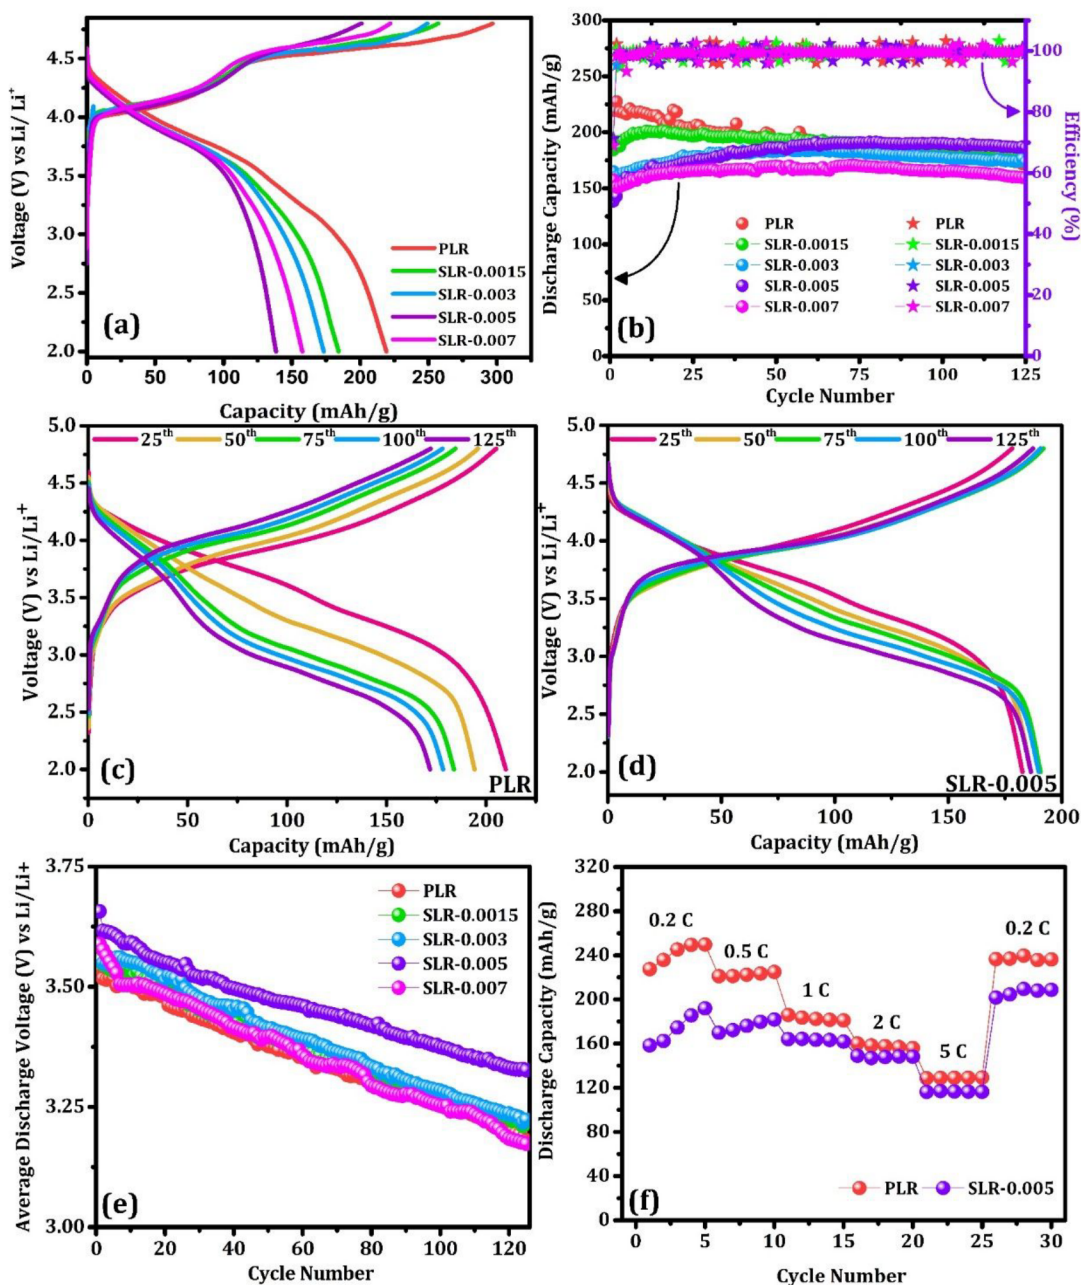 4.5
4.0
3.5
3.0
2.5
2.0
Voltage (V) vs Li/ Li+
PLR
SLR-0.0015
SLR-0.003
SLR-0.005
SLR-0.007
(a)
0 50 100 150 200 250 300
Capacity (mAh/g)
300
250
200
150
100
50
0
Discharge Capacity (mAh/g)
100
80
60
40
20
0
Efficiency (%)
PLR PLR
SLR-0.0015 SLR-0.0015
SLR-0.003 SLR-0.003
SLR-0.005 SLR-0.005
SLR-0.007 SLR-0.007
(b)
0 25 50 75 100 125
Cycle Number
5.0
4.5
4.0
3.5
3.0
2.5
2.0
Voltage (V) vs Li/Li+
25th 50th 75th 100th 125th
(c)
PLR
0 50 100 150 200
Capacity (mAh/g)
5.0
4.5
4.0
3.5
3.0
2.5
2.0
Voltage (V) vs Li/Li+
25th 50th 75th 100th 125th
(d)
SLR-0.005
0 50 100 150 200
Capacity (mAh/g)
3.75
3.50
3.25
3.00
Average Discharge Voltage (V) vs Li/Li+
PLR
SLR-0.0015
SLR-0.003
SLR-0.005
SLR-0.007
(e)
0 20 40 60 80 100 120
Cycle Number
320
280
240
200
160
120
80
40
0
Discharge Capacity (mAh/g)
0.2 C
0.5 C
1 C
2 C
5 C
0.2 C
(f)
PLR SLR-0.005
0 5 10 15 20 25 30
Cycle Number